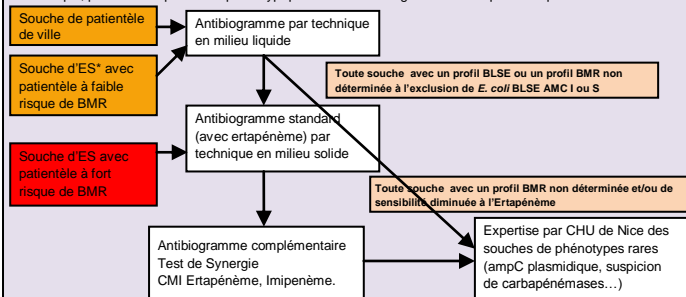 Souche de patientèle
de ville
Antibiogramme par technique
en milieu liquide
Souche d'ES* avec
patientèle à faible
risque de BMR
Toute souche avec un profil BLSE ou un profil BMR non
déterminée à l'exclusion de E. coli BLSE AMC I ou S
Antibiogramme standard
(avec ertapénème) par
technique en milieu solide
Souche d'ES avec
patientèle à fort
risque de BMR
Toute souche avec un profil BMR non déterminée et/ou de
sensibilité diminuée à l'Ertapénème
Antibiogramme complémentaire
Test de Synergie
CMI Ertapénème, Imipenème.
Expertise par CHU de Nice des
souches de phénotypes rares
(ampC plasmidique, suspicion
de carbapénémases…)